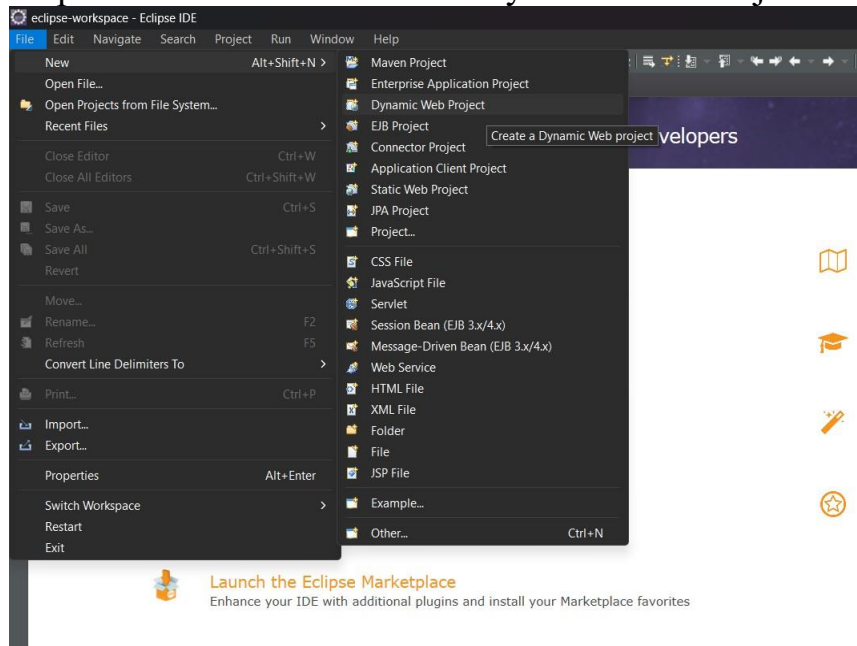 eclipse-workspace - Eclipse IDE
File Edit Navigate Search Project Run Window Help
New Alt+Shift+N >
Open File...
Open Projects from File System...
Recent Files >
Close Editor Ctrl+W
Close All Editors Ctrl+Shift+W
Save Ctrl+S
Save As...
Save All Ctrl+Shift+S
Revert
Move...
Rename... F2
Refresh F5
Convert Line Delimiters To >
Print... Ctrl+P
Import...
Export...
Properties Alt+Enter
Switch Workspace >
Restart
Exit
Maven Project
Enterprise Application Project
Dynamic Web Project
EJB Project
Create a Dynamic Web project
Connector Project
Application Client Project
Static Web Project
JPA Project
Project...
CSS File
JavaScript File
Servlet
Session Bean (EJB 3.x/4.x)
Message-Driven Bean (EJB 3.x/4.x)
Web Service
HTML File
XML File
Folder
File
JSP File
Example...
Other... Ctrl+N
velopers
Launch the Eclipse Marketplace
Enhance your IDE with additional plugins and install your Marketplace favorites